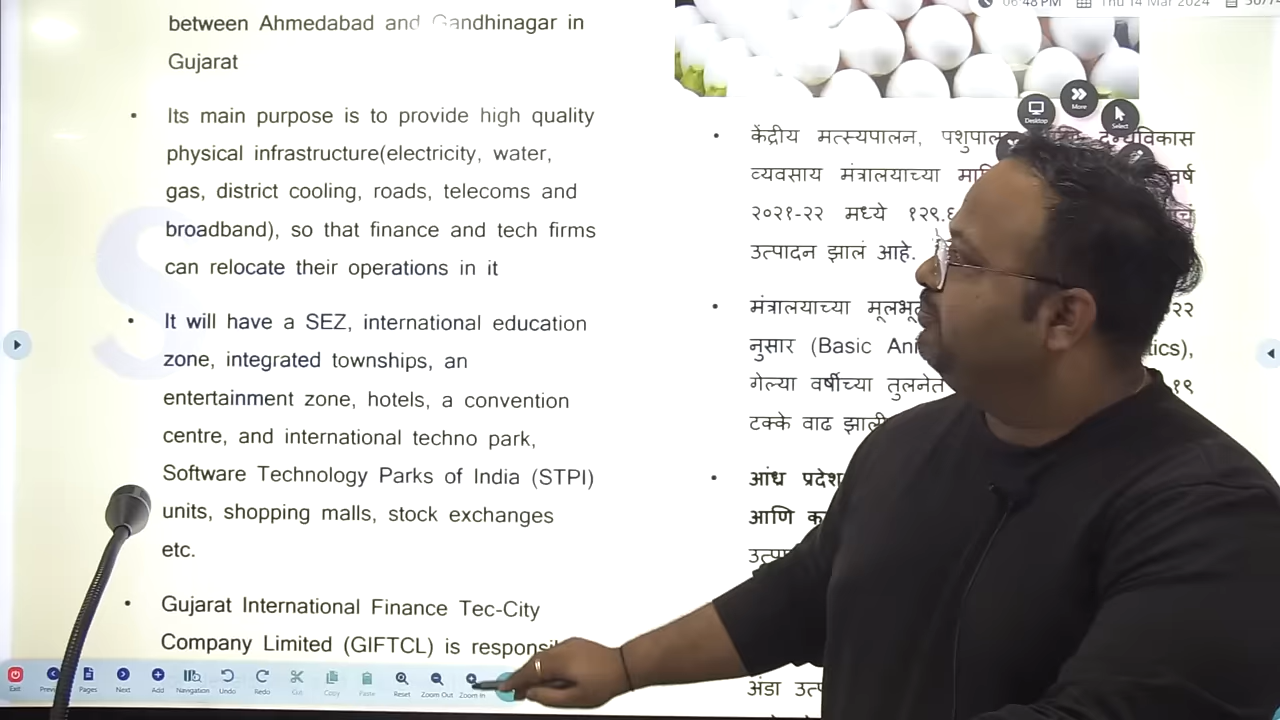 06:48 PM Thu 14 Mar 2024
between Ahmedabad and Gandhinagar in
Gujarat
• Its main purpose is to provide high quality
physical infrastructure(electricity, water,
gas, district cooling, roads, telecoms and
broadband), so that finance and tech firms
can relocate their operations in it
• It will have a SEZ, international education
zone, integrated townships, an
entertainment zone, hotels, a convention
centre, and international techno park,
Software Technology Parks of India (STPI)
units, shopping malls, stock exchanges
etc.
• Gujarat International Finance Tec-City
Company Limited (GIFTCL) is
Desktop
More
Select
• केंद्रीय मत्स्यपालन,
व्यवसाय मंत्रालयाच्या वर्ष
२०२१-२२ मध्ये
उत्पादन झालं आहे.
• मंत्रालयाच्या
नुसार (Basic
गेल्या वर्षीच्या तुलनेत
टक्के वाढ
• आंध्र प्रदेश
आणि
अंडा
Exit
Pages
Next
Add
Navigation
Undo
Redo
Cut
Copy
Paste
Reset
Zoom Out
Zoom In